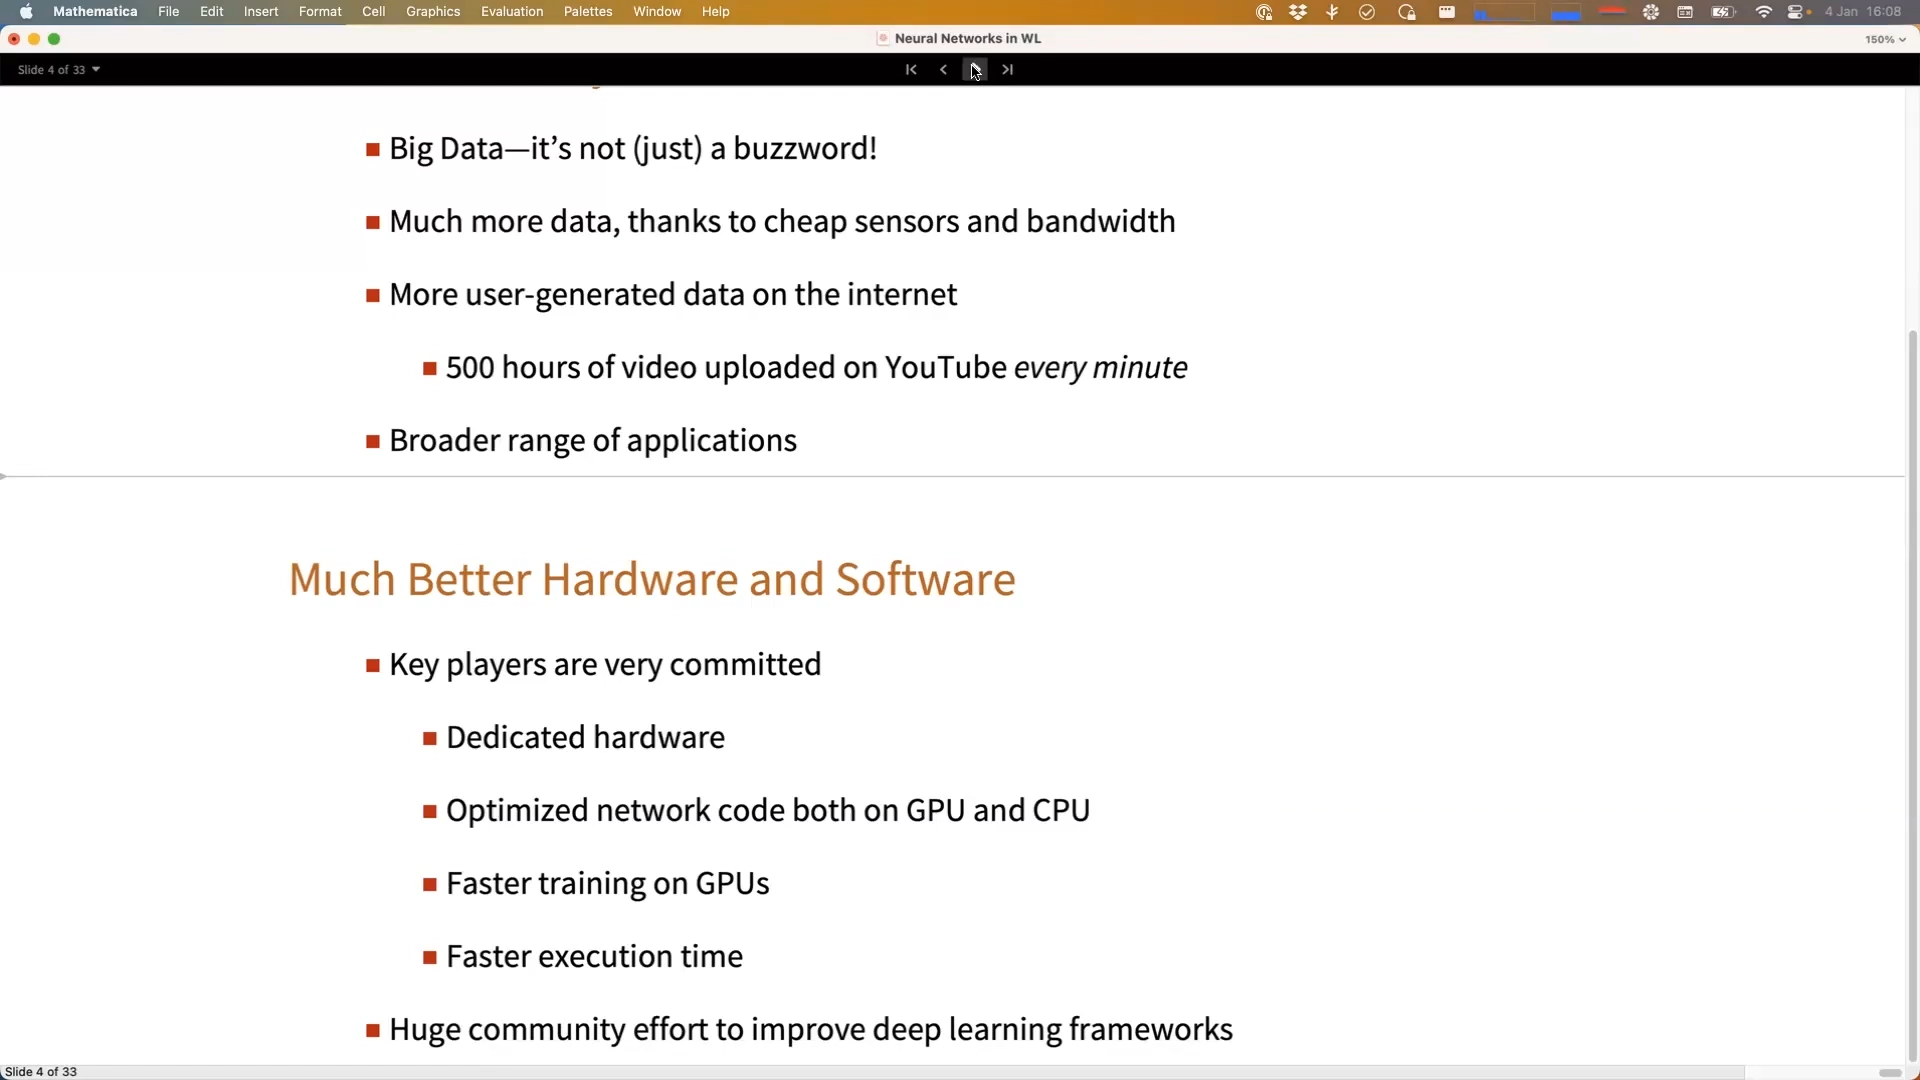 Mathematica File Edit Insert Format Cell Graphics Evaluation Palettes Window Help 4 Jan 16:08
Neural Networks in WL 150%
Slide 4 of 33
Big Data—it’s not (just) a buzzword!
Much more data, thanks to cheap sensors and bandwidth
More user-generated data on the internet
500 hours of video uploaded on YouTube every minute
Broader range of applications
Much Better Hardware and Software
Key players are very committed
Dedicated hardware
Optimized network code both on GPU and CPU
Faster training on GPUs
Faster execution time
Huge community effort to improve deep learning frameworks
Slide 4 of 33